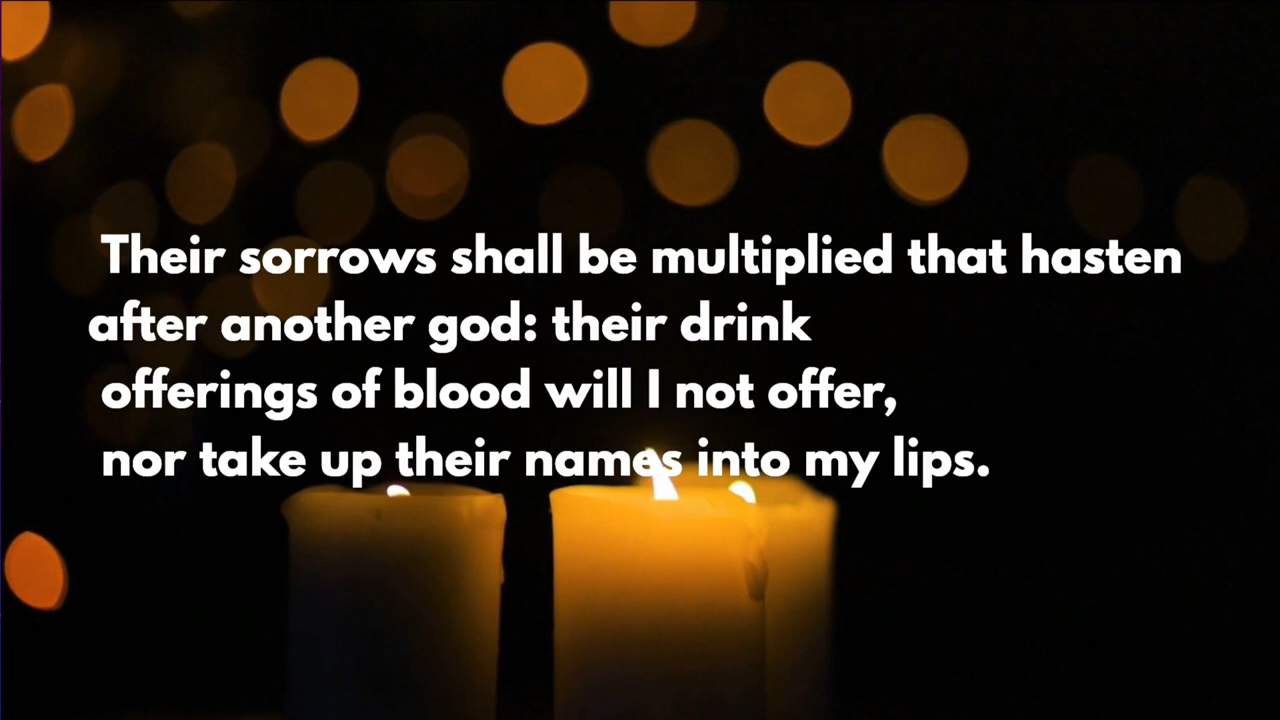 Their sorrows shall be multiplied that hasten
after another god: their drink
offerings of blood will I not offer,
nor take up their names into my lips.